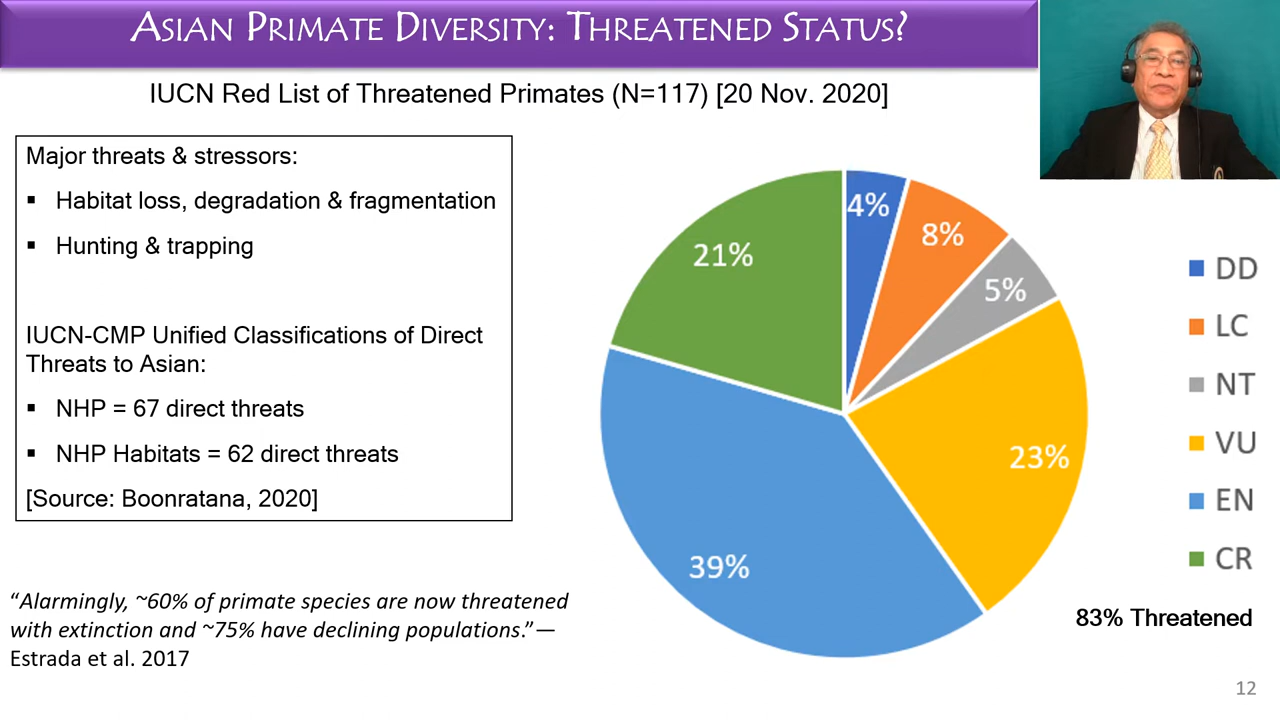 ASIAN PRIMATE DIVERSITY: THREATENED STATUS?
IUCN Red List of Threatened Primates (N=117) [20 Nov. 2020]
Major threats & stressors:
▪ Habitat loss, degradation & fragmentation
▪ Hunting & trapping
IUCN-CMP Unified Classifications of Direct
Threats to Asian:
▪ NHP = 67 direct threats
▪ NHP Habitats = 62 direct threats
[Source: Boonratana, 2020]
“Alarmingly, ~60% of primate species are now threatened
with extinction and ~75% have declining populations.”—
Estrada et al. 2017
4%
8%
5%
23%
39%
21%
DD
LC
NT
VU
EN
CR
83% Threatened
12